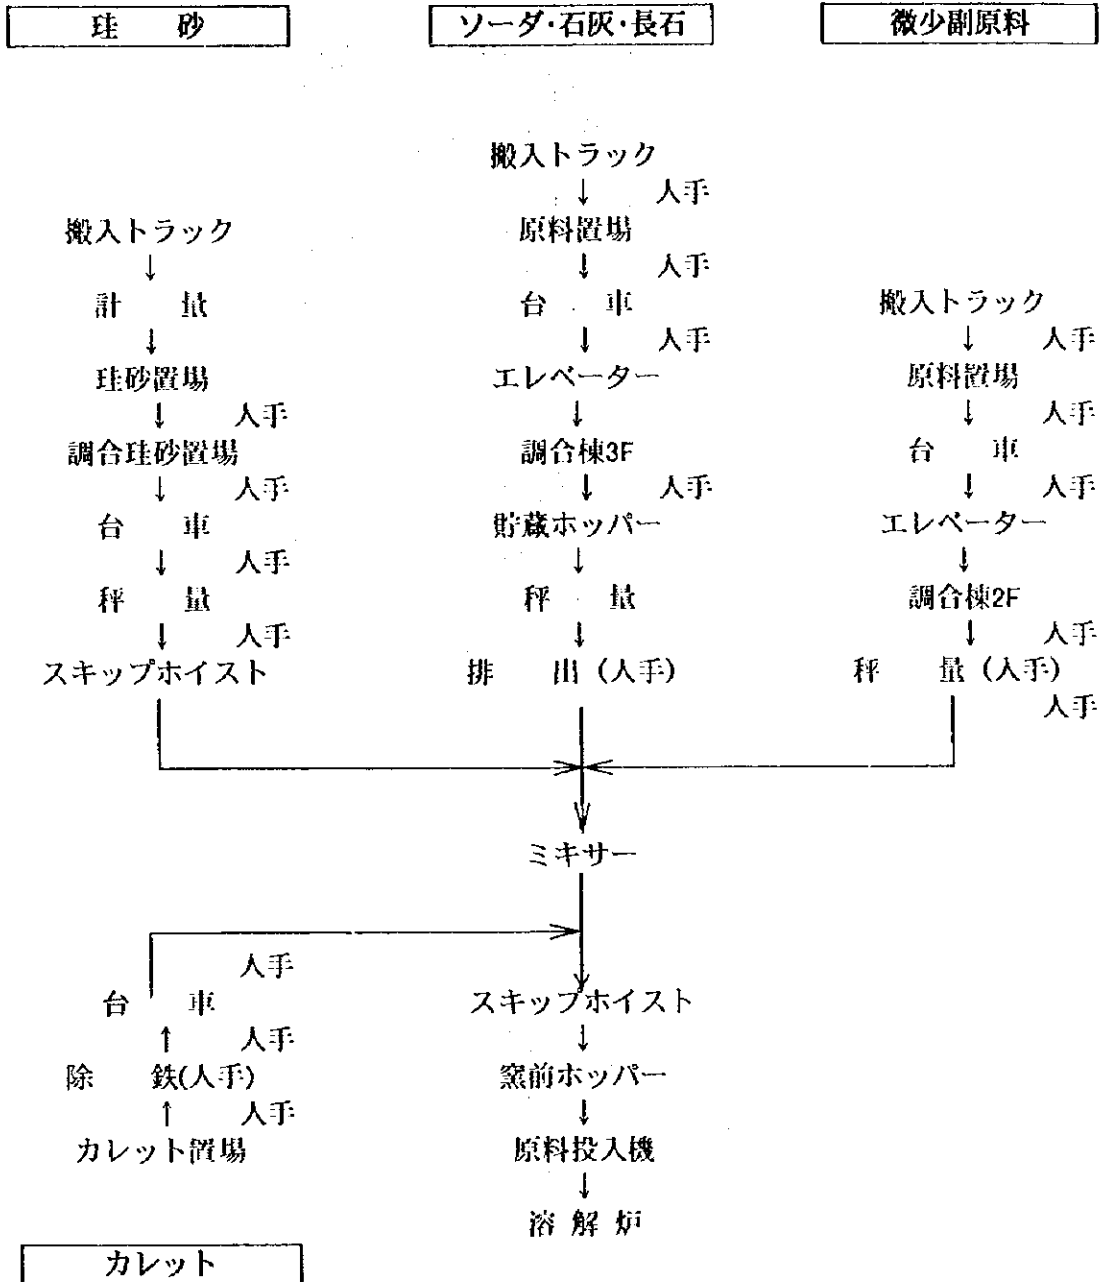 珪 砂
搬入トラック
↓
計 量
↓
珪砂置場
↓ 人手
調合珪砂置場
↓ 人手
台 車
↓ 人手
秤 量
↓ 人手
スキップホイスト
ソーダ・石灰・長石
搬入トラック
↓ 人手
原料置場
↓ 人手
台 車
↓ 人手
エレベーター
↓
調合棟3F
↓ 人手
貯蔵ホッパー
↓
秤 量
↓
排 出(人手)
微少副原料
搬入トラック
↓ 人手
原料置場
↓ 人手
台 車
↓ 人手
エレベーター
↓
調合棟2F
↓ 人手
秤 量(人手)
人手
ミキサー
スキップホイスト
↓
窯前ホッパー
↓
原料投入機
↓
溶解炉
人手
台 車
↑ 人手
除 鉄(人手)
↑ 人手
カレット置場
カレット